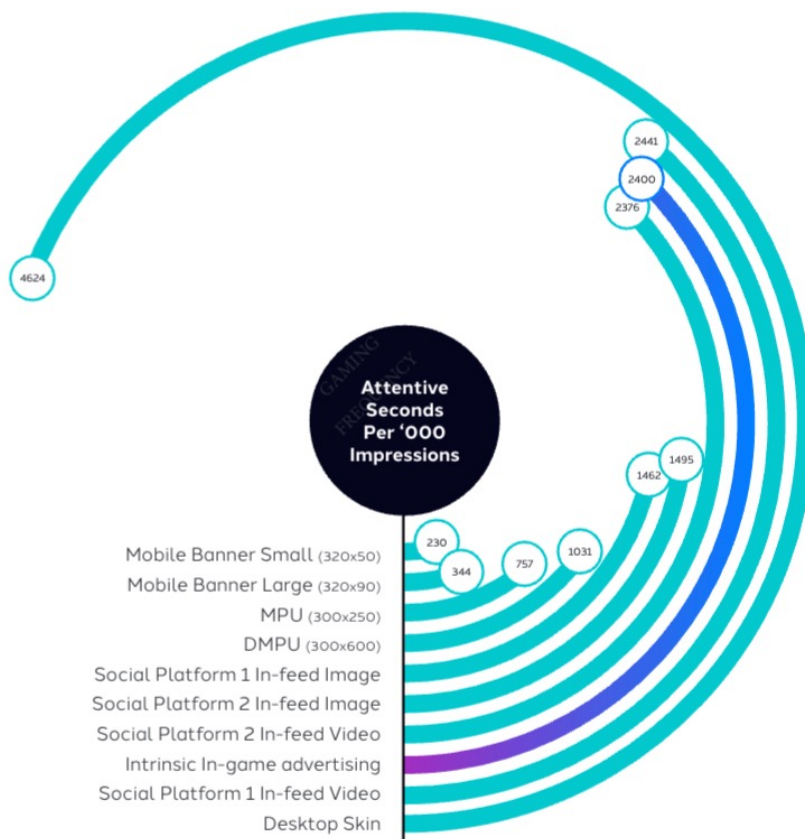 2441
2400
2376
4624
GAMING
FREQUENCY
Attentive
Seconds
Per ‘000
Impressions
1462
1495
230
344
757
1031
Mobile Banner Small (320x50)
Mobile Banner Large (320x90)
MPU (300x250)
DMPU (300x600)
Social Platform 1 In-feed Image
Social Platform 2 In-feed Image
Social Platform 2 In-feed Video
Intrinsic In-game advertising
Social Platform 1 In-feed Video
Desktop Skin